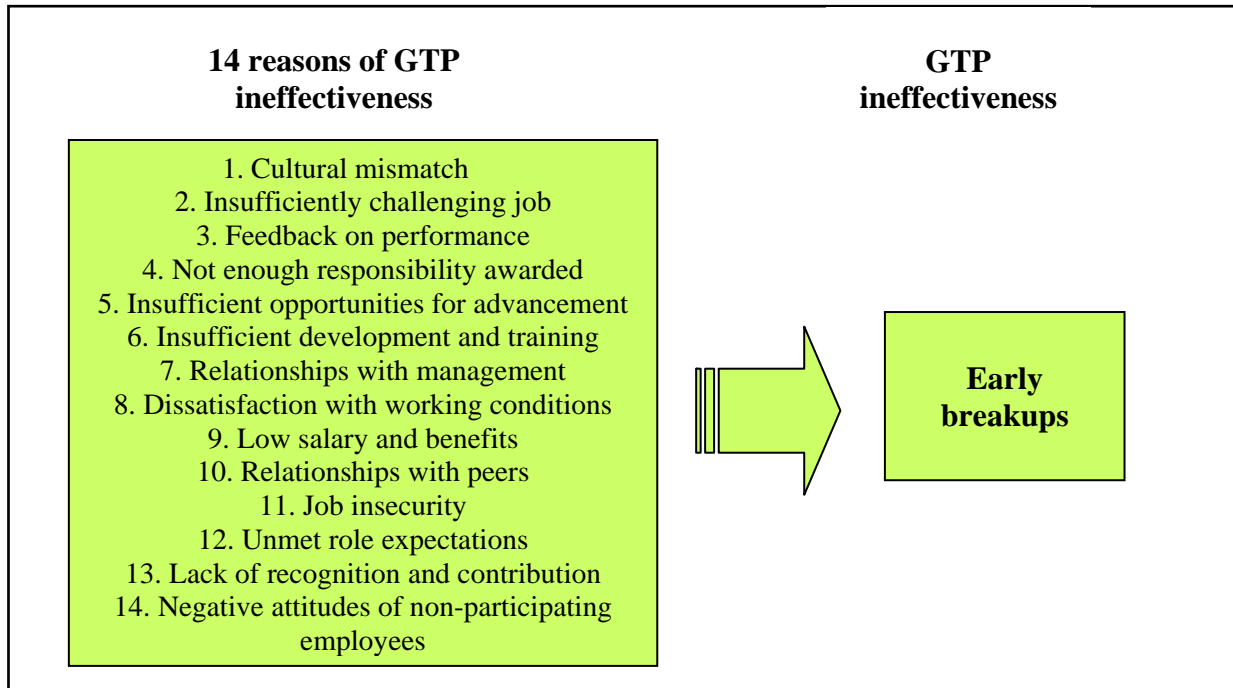 14 reasons of GTP
ineffectiveness
1. Cultural mismatch
2. Insufficiently challenging job
3. Feedback on performance
4. Not enough responsibility awarded
5. Insufficient opportunities for advancement
6. Insufficient development and training
7. Relationships with management
8. Dissatisfaction with working conditions
9. Low salary and benefits
10. Relationships with peers
11. Job insecurity
12. Unmet role expectations
13. Lack of recognition and contribution
14. Negative attitudes of non-participating
employees
GTP
ineffectiveness
Early
breakups